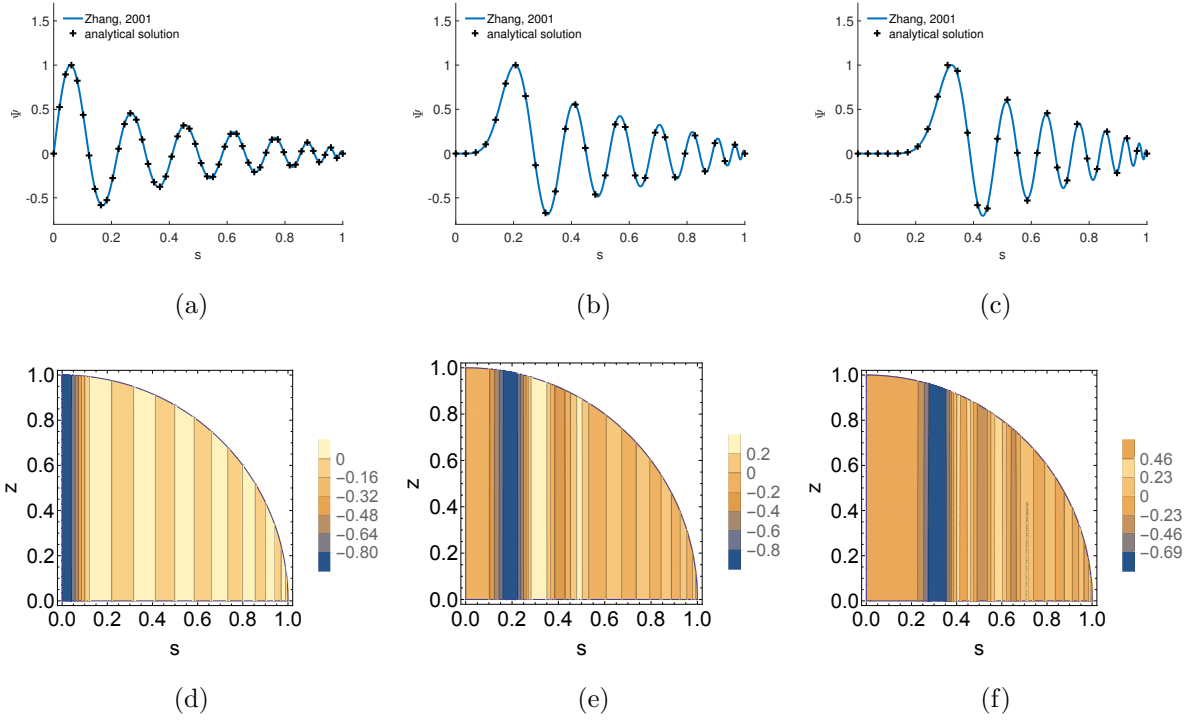 1.5
Zhang, 2001
analytical solution
1
0.5
0
-0.5
Ψ
0 0.2 0.4 0.6 0.8 1
s
(a)
1.5
Zhang, 2001
analytical solution
1
0.5
0
-0.5
Ψ
0 0.2 0.4 0.6 0.8 1
s
(b)
1.5
Zhang, 2001
analytical solution
1
0.5
0
-0.5
Ψ
0 0.2 0.4 0.6 0.8 1
s
(c)
1.0
0.8
0.6
0.4
0.2
0.0
z
0.0 0.2 0.4 0.6 0.8 1.0
s
0
−0.16
−0.32
−0.48
−0.64
−0.80
(d)
1.0
0.8
0.6
0.4
0.2
0.0
z
0.0 0.2 0.4 0.6 0.8 1.0
s
0.2
0
−0.2
−0.4
−0.6
−0.8
(e)
1.0
0.8
0.6
0.4
0.2
0.0
z
0.0 0.2 0.4 0.6 0.8 1.0
s
0.46
0.23
0
−0.23
−0.46
−0.69
(f)